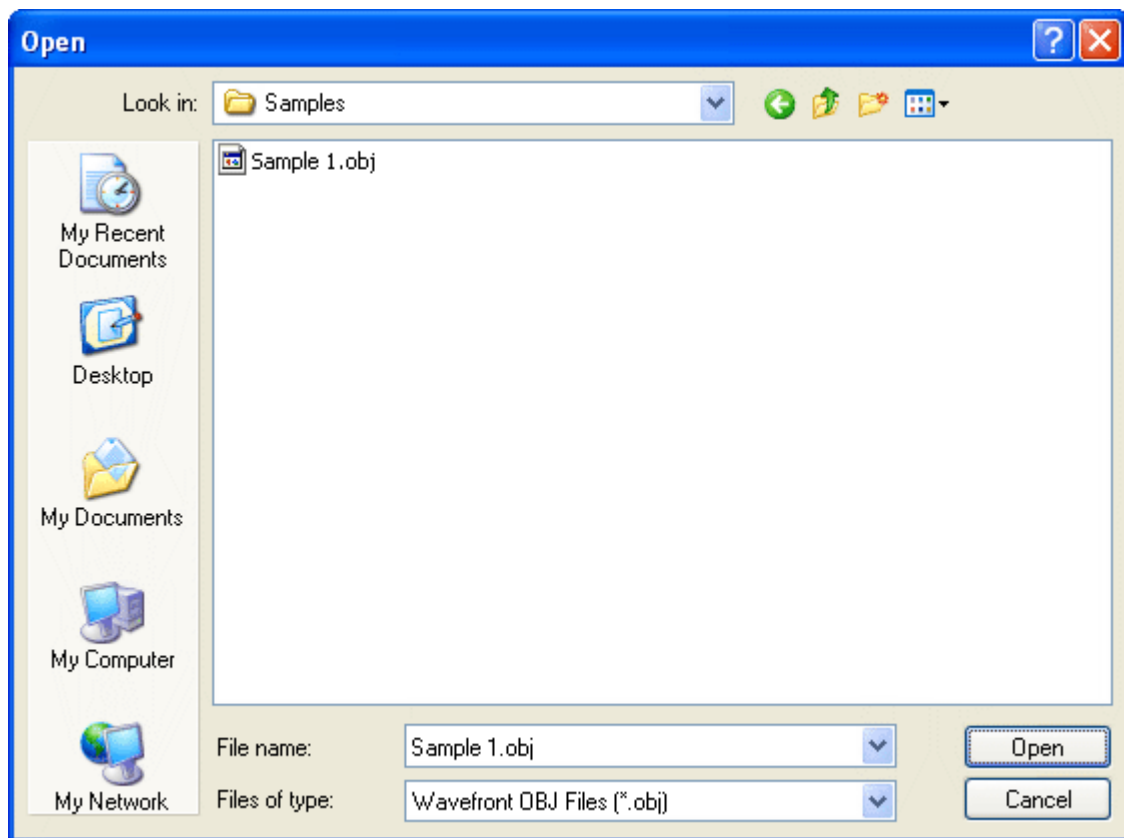 Open
Look in: Samples
Sample 1.obj
My Recent
Documents
Desktop
My Documents
My Computer
My Network
File name: Sample 1.obj Open
Files of type: Wavefront OBJ Files (*.obj) Cancel